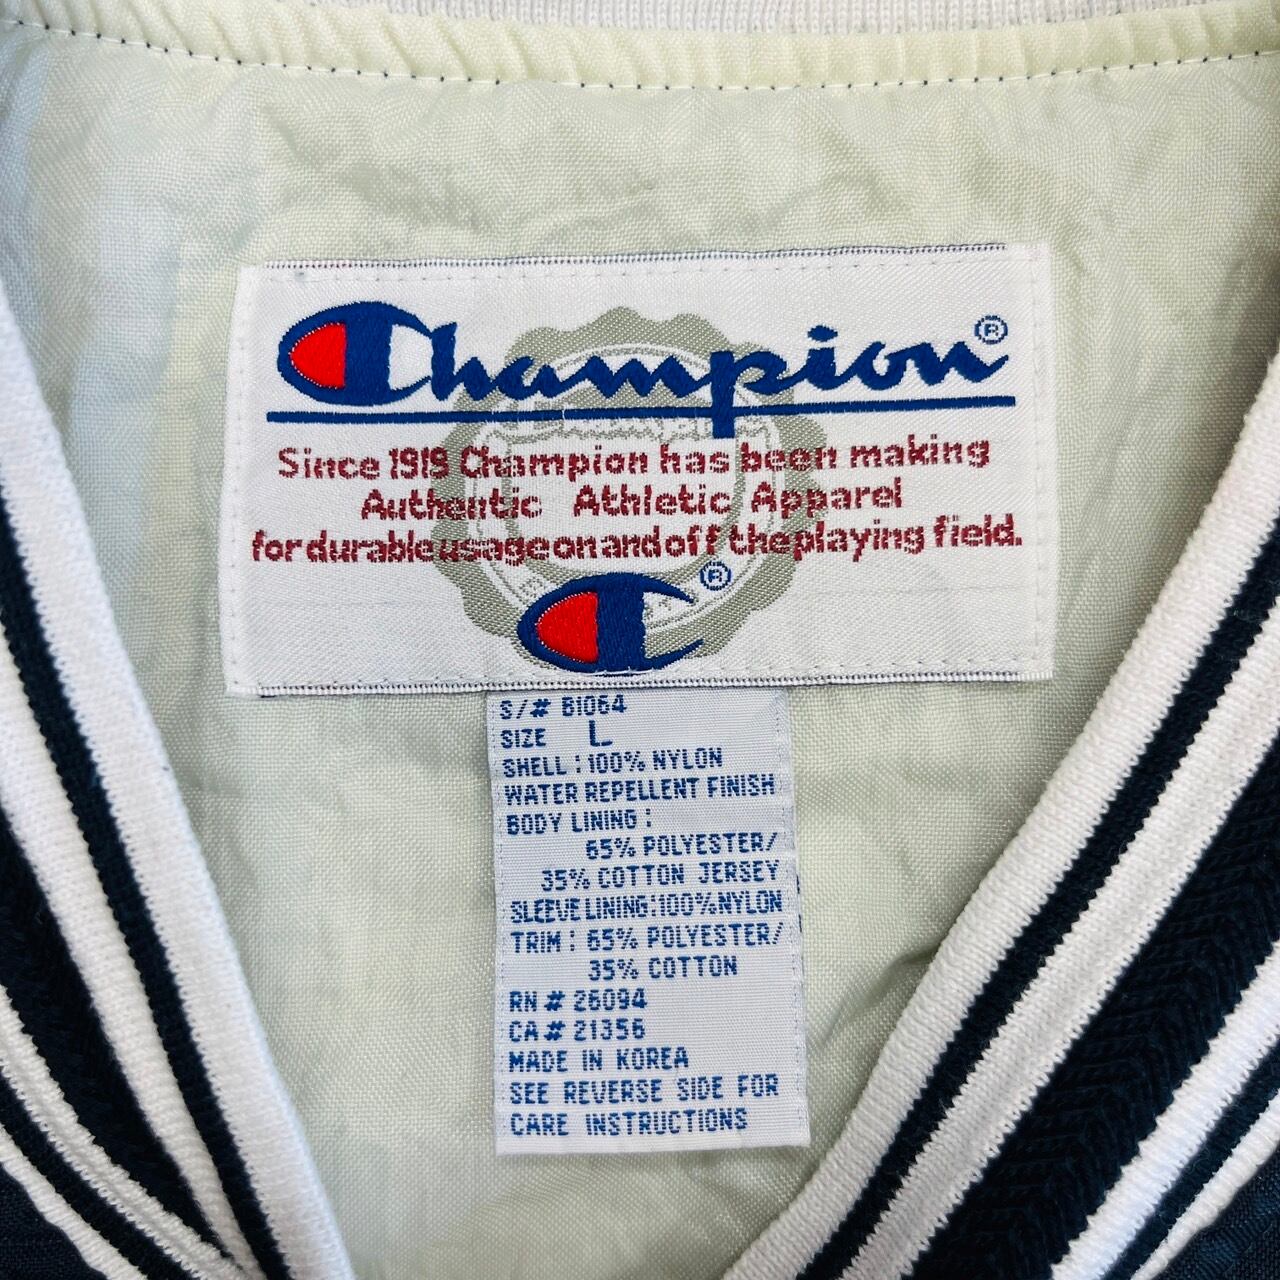 Champion®
Since 1919 Champion has been making
Authentic Athletic Apparel
for durable usage on and off the playing field.
®
S/# B1064
SIZE L
SHELL : 100% NYLON
WATER REPELLENT FINISH
BODY LINING :
65% POLYESTER/
35% COTTON JERSEY
SLEEVE LINING : 100% NYLON
TRIM : 65% POLYESTER/
35% COTTON
RN # 26094
CA # 21356
MADE IN KOREA
SEE REVERSE SIDE FOR
CARE INSTRUCTIONS